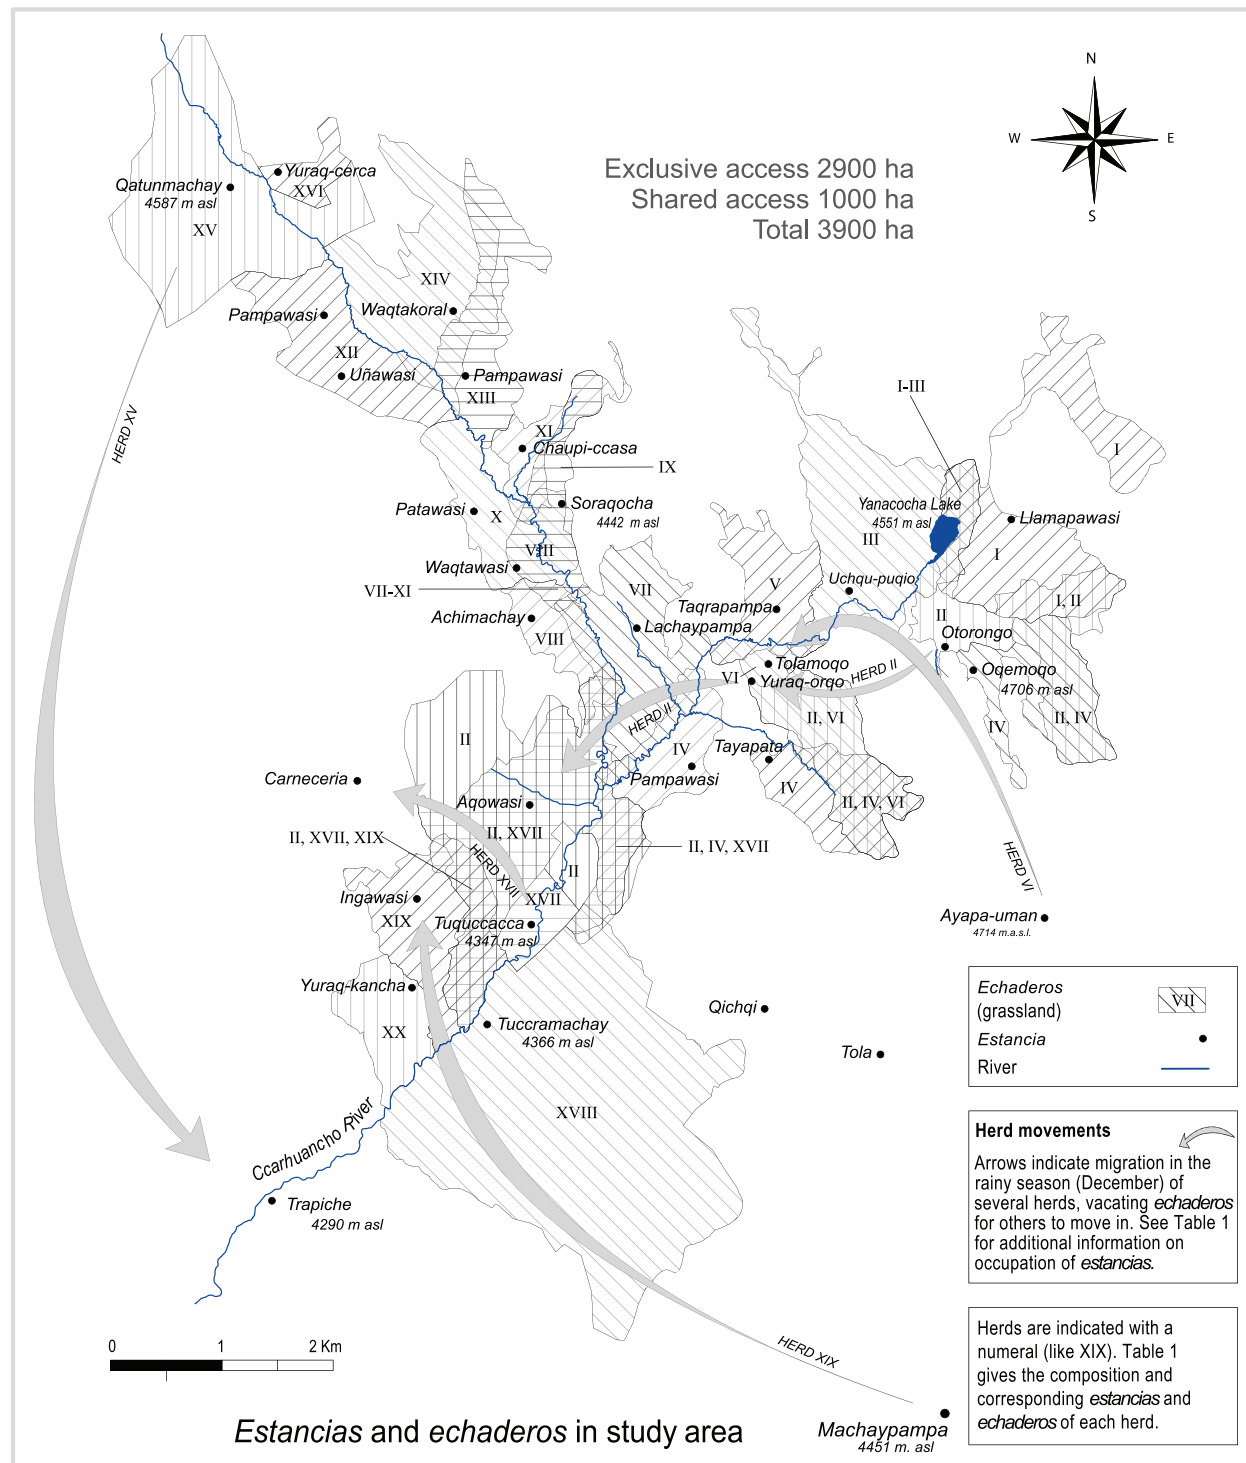 N
W
E
S
Exclusive access 2900 ha
Shared access 1000 ha
Total 3900 ha
Yuraq-cerca
XVI
Qatunmachay
4587 m asl
XV
XIV
Waqtakoral
Pampawasi
XII
Uñawasi
Pampawasi
XIII
HERD XV
XI
Chaupi-ccasa
IX
I-III
I
Patawasi
X
Soraqocha
4442 m asl
Yanacocha Lake
4551 m asl
Llamapawasi
III
I
VIII
Waqtawasi
VII-XI
VII
V
Uchqu-puqio
I, II
Achimachay
Taqrapampa
II
VIII
Lachaypampa
Otorongo
Tolamoqo
Oqemoqo
4706 m asl
VI
Yuraq-orqo
HERD II
II, VI
IV
II, IV
HERD II
II
IV
Tayapata
Carneceria
Pampawasi
IV
II, IV, VI
Aqowasi
II, XVII, XIX
II, XVII
II, IV, XVII
HERD XVII
II
HERD VI
Ingawasi
XVII
XIX
Tuquccacca
4347 m asl
Ayapa-uman
4714 m.a.s.l.
Yuraq-kancha
Qichqi
XX
Tuccramachay
4366 m asl
Tola
XVIII
Ccarhuancho River
Trapiche
4290 m asl
Echaderos
(grassland)
VII
Estancia
River
Herd movements
Arrows indicate migration in the
rainy season (December) of
several herds, vacating echaderos
for others to move in. See Table 1
for additional information on
occupation of estancias.
Herds are indicated with a
numeral (like XIX). Table 1
gives the composition and
corresponding estancias and
echaderos of each herd.
0 1 2 Km
HERD XIX
Machaypampa
4451 m. asl
Estancias and echaderos in study area